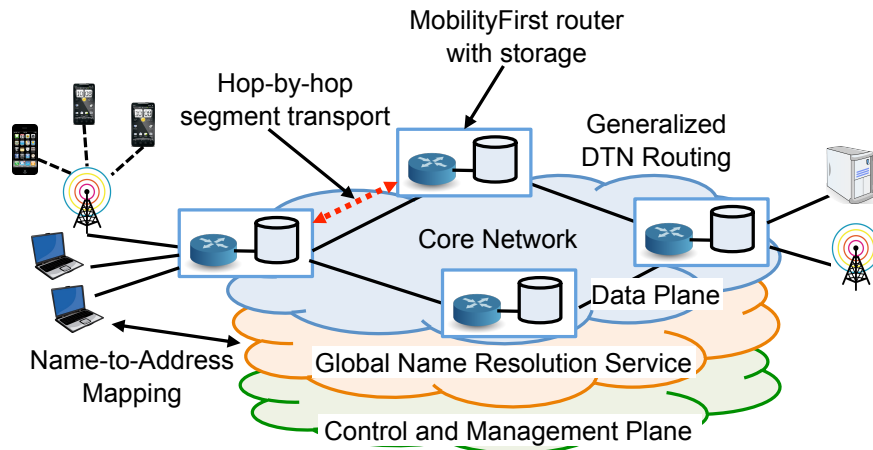 MobilityFirst router
with storage
Hop-by-hop
segment transport
Generalized
DTN Routing
Core Network
Data Plane
Name-to-Address
Mapping
Global Name Resolution Service
Control and Management Plane